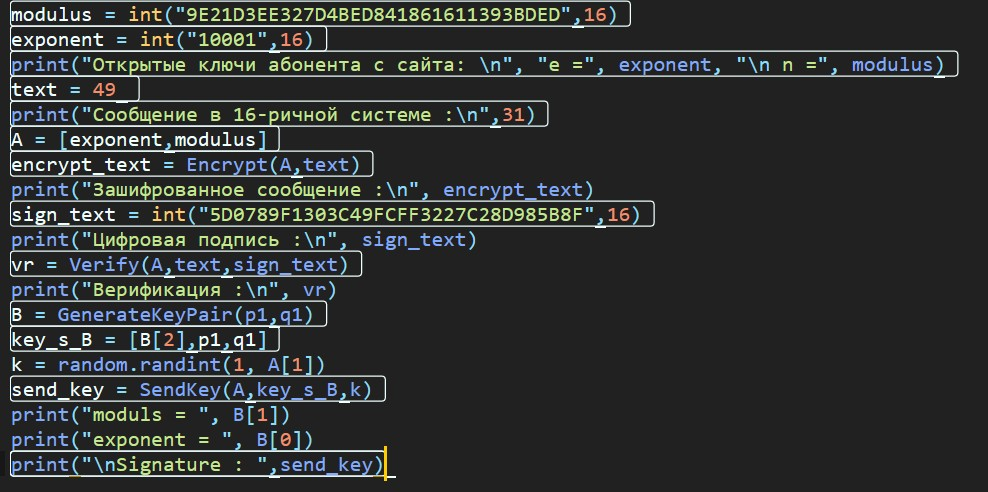 modulus = int("9E21D3EE327D4BED841861611393BDED",16)
exponent = int("10001",16)
print("Открытые ключи абонента с сайта: \n", "e =", exponent, "\n n =", modulus)
text = 49
print("Сообщение в 16-ричной системе :\n",31)
A = [exponent,modulus]
encrypt_text = Encrypt(A,text)
print("Зашифрованное сообщение :\n", encrypt_text)
sign_text = int("5D0789F1303C49FCFF3227C28D985B8F",16)
print("Цифровая подпись :\n", sign_text)
vr = Verify(A,text,sign_text)
print("Верификация :\n", vr)
B = GenerateKeyPair(p1,q1)
key_s_B = [B[2],p1,q1]
k = random.randint(1, A[1])
send_key = SendKey(A,key_s_B,k)
print("moduls = ", B[1])
print("exponent = ", B[0])
print("\nSignature : ",send_key)